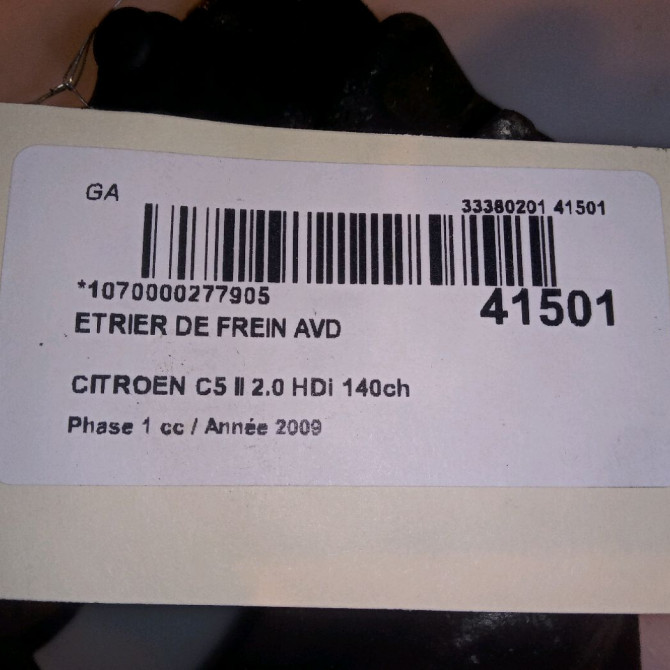 GA
33380201 41501
*1070000277905
41501
ETRIER DE FREIN AVD
CITROEN C5 II 2.0 HDi 140ch
Phase 1 cc / Année 2009